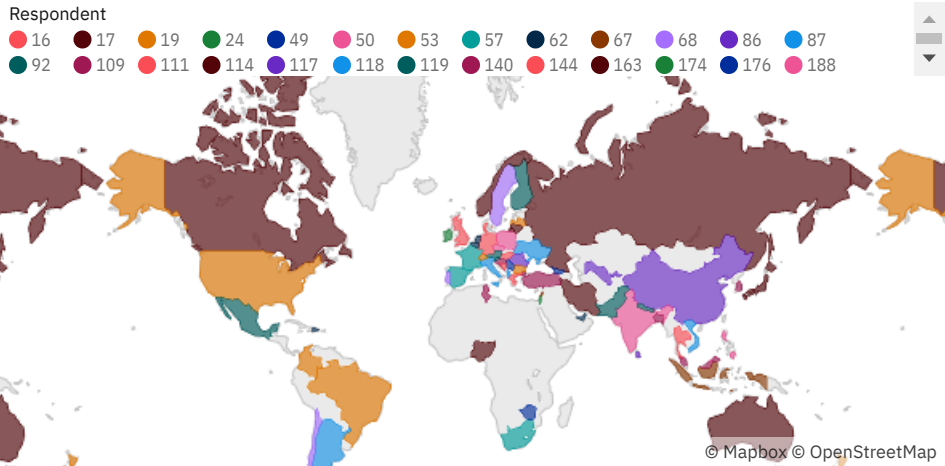 Respondent
16 17 19 24 49 50 53 57 62 67 68 86 87
92 109 111 114 117 118 119 140 144 163 174 176 188
© Mapbox © OpenStreetMap